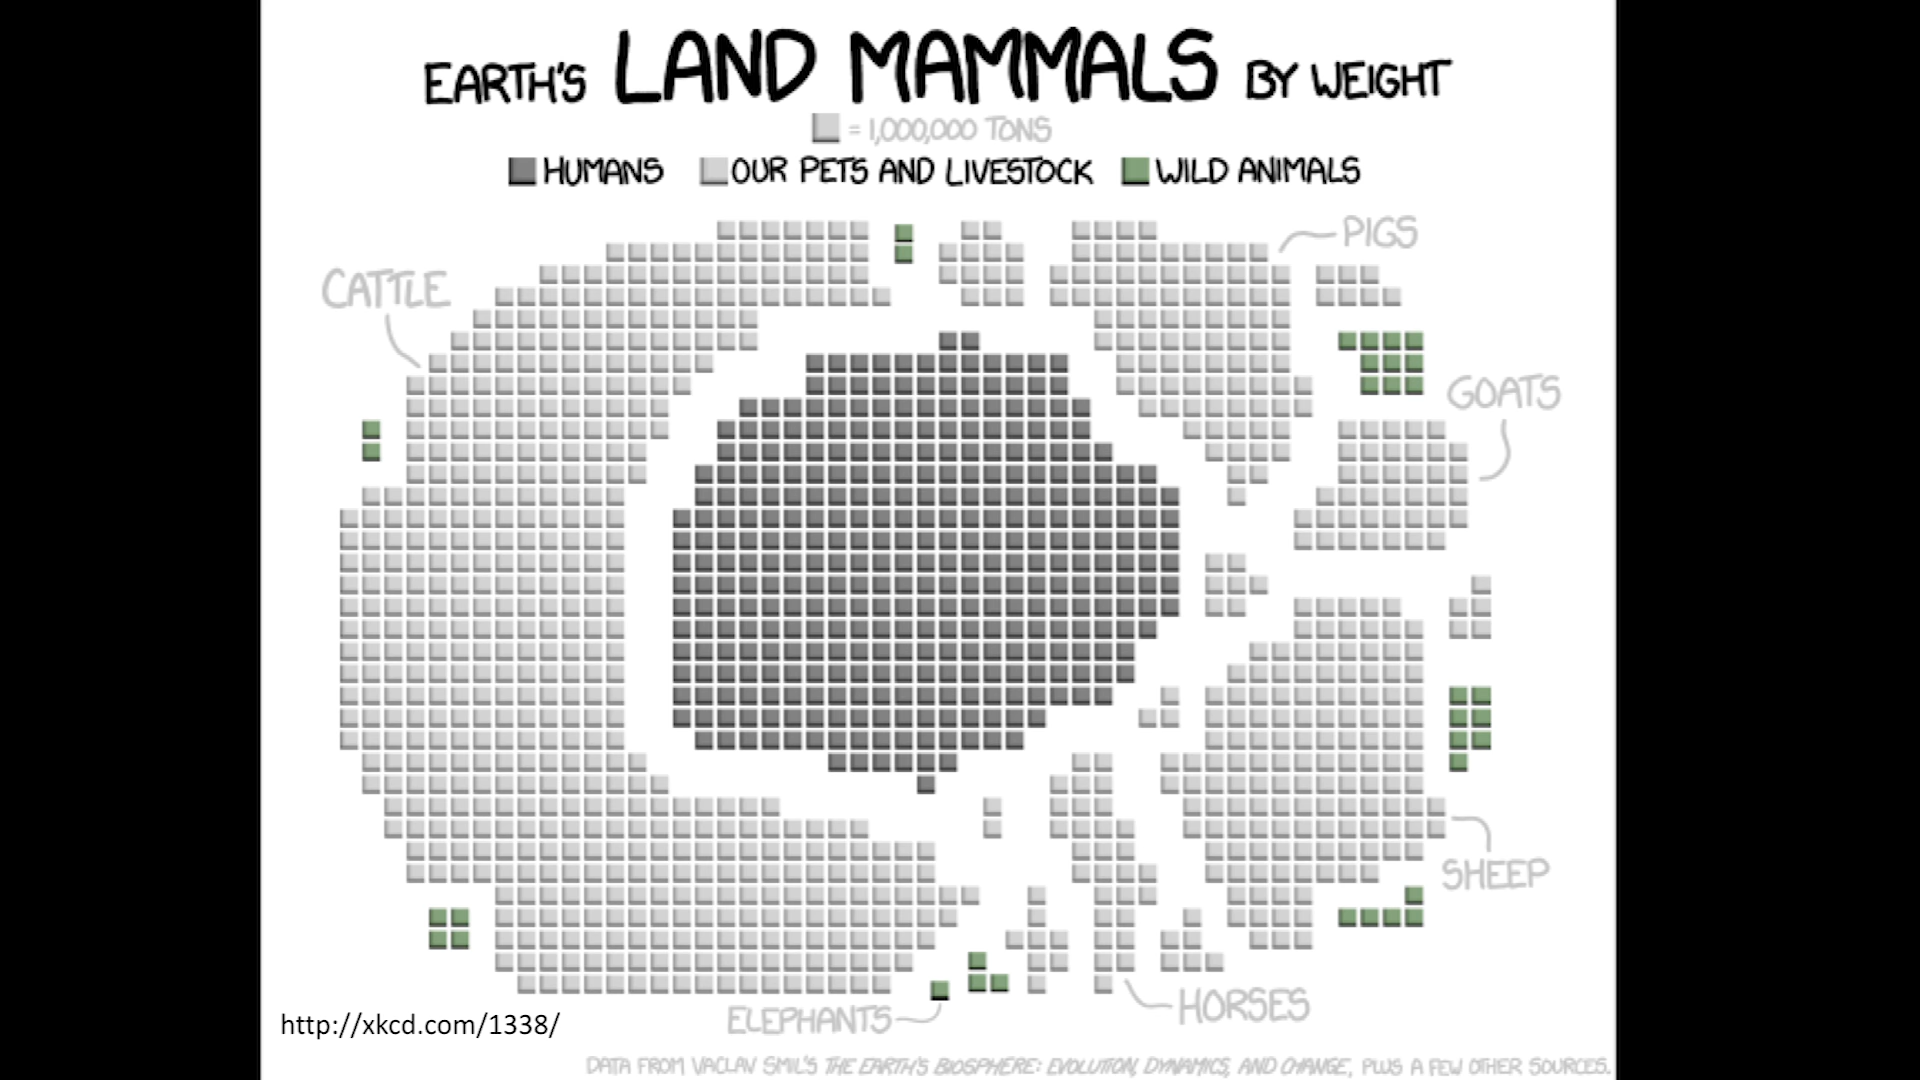 EARTH'S LAND MAMMALS BY WEIGHT
= 1,000,000 TONS
HUMANS OUR PETS AND LIVESTOCK WILD ANIMALS
PIGS
CATTLE
GOATS
SHEEP
HORSES
ELEPHANTS
http://xkcd.com/1338/
DATA FROM VACLAV SMIL'S THE EARTH'S BIOSPHERE: EVOLUTION, DYNAMICS, AND CHANGE, PLUS A FEW OTHER SOURCES.